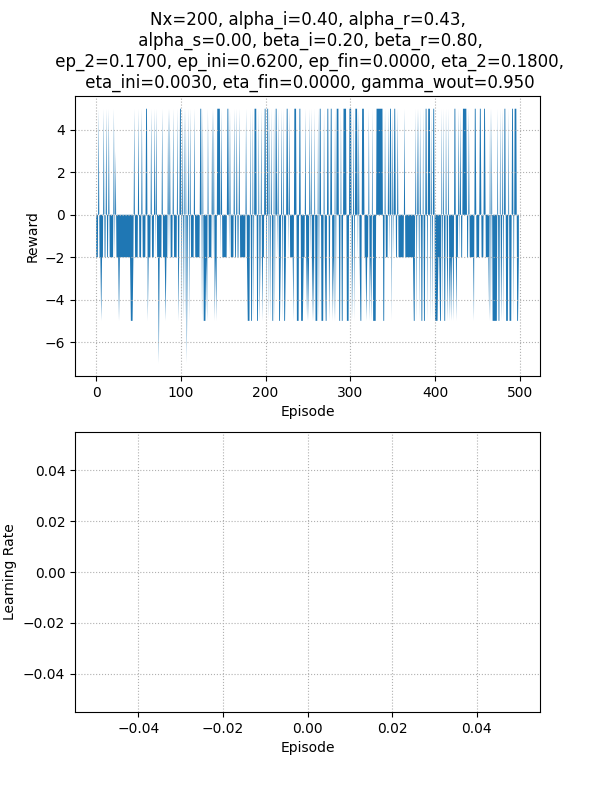 Nx=200, alpha_i=0.40, alpha_r=0.43,
alpha_s=0.00, beta_i=0.20, beta_r=0.80,
ep_2=0.1700, ep_ini=0.6200, ep_fin=0.0000, eta_2=0.1800,
eta_ini=0.0030, eta_fin=0.0000, gamma_wout=0.950
4
2
0
−2
−4
−6
Reward
0 100 200 300 400 500
Episode
0.04
0.02
0.00
−0.02
−0.04
Learning Rate
−0.04 −0.02 0.00 0.02 0.04
Episode